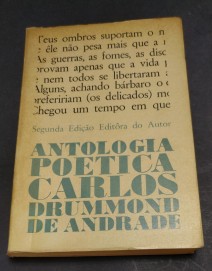 Teus ombros suportam o m
e êle não pesa mais que a
As guerras, as fomes, as disc
provam apenas que a vida p
e nem todos se libertaram a
Alguns, achando bárbaro o
prefeririam (os delicados) mo
Chegou um tempo em que
Segunda Edição Editôra do Autor
ANTOLOGIA
POÉTICA
CARLOS
DRUMMOND
DE ANDRADE